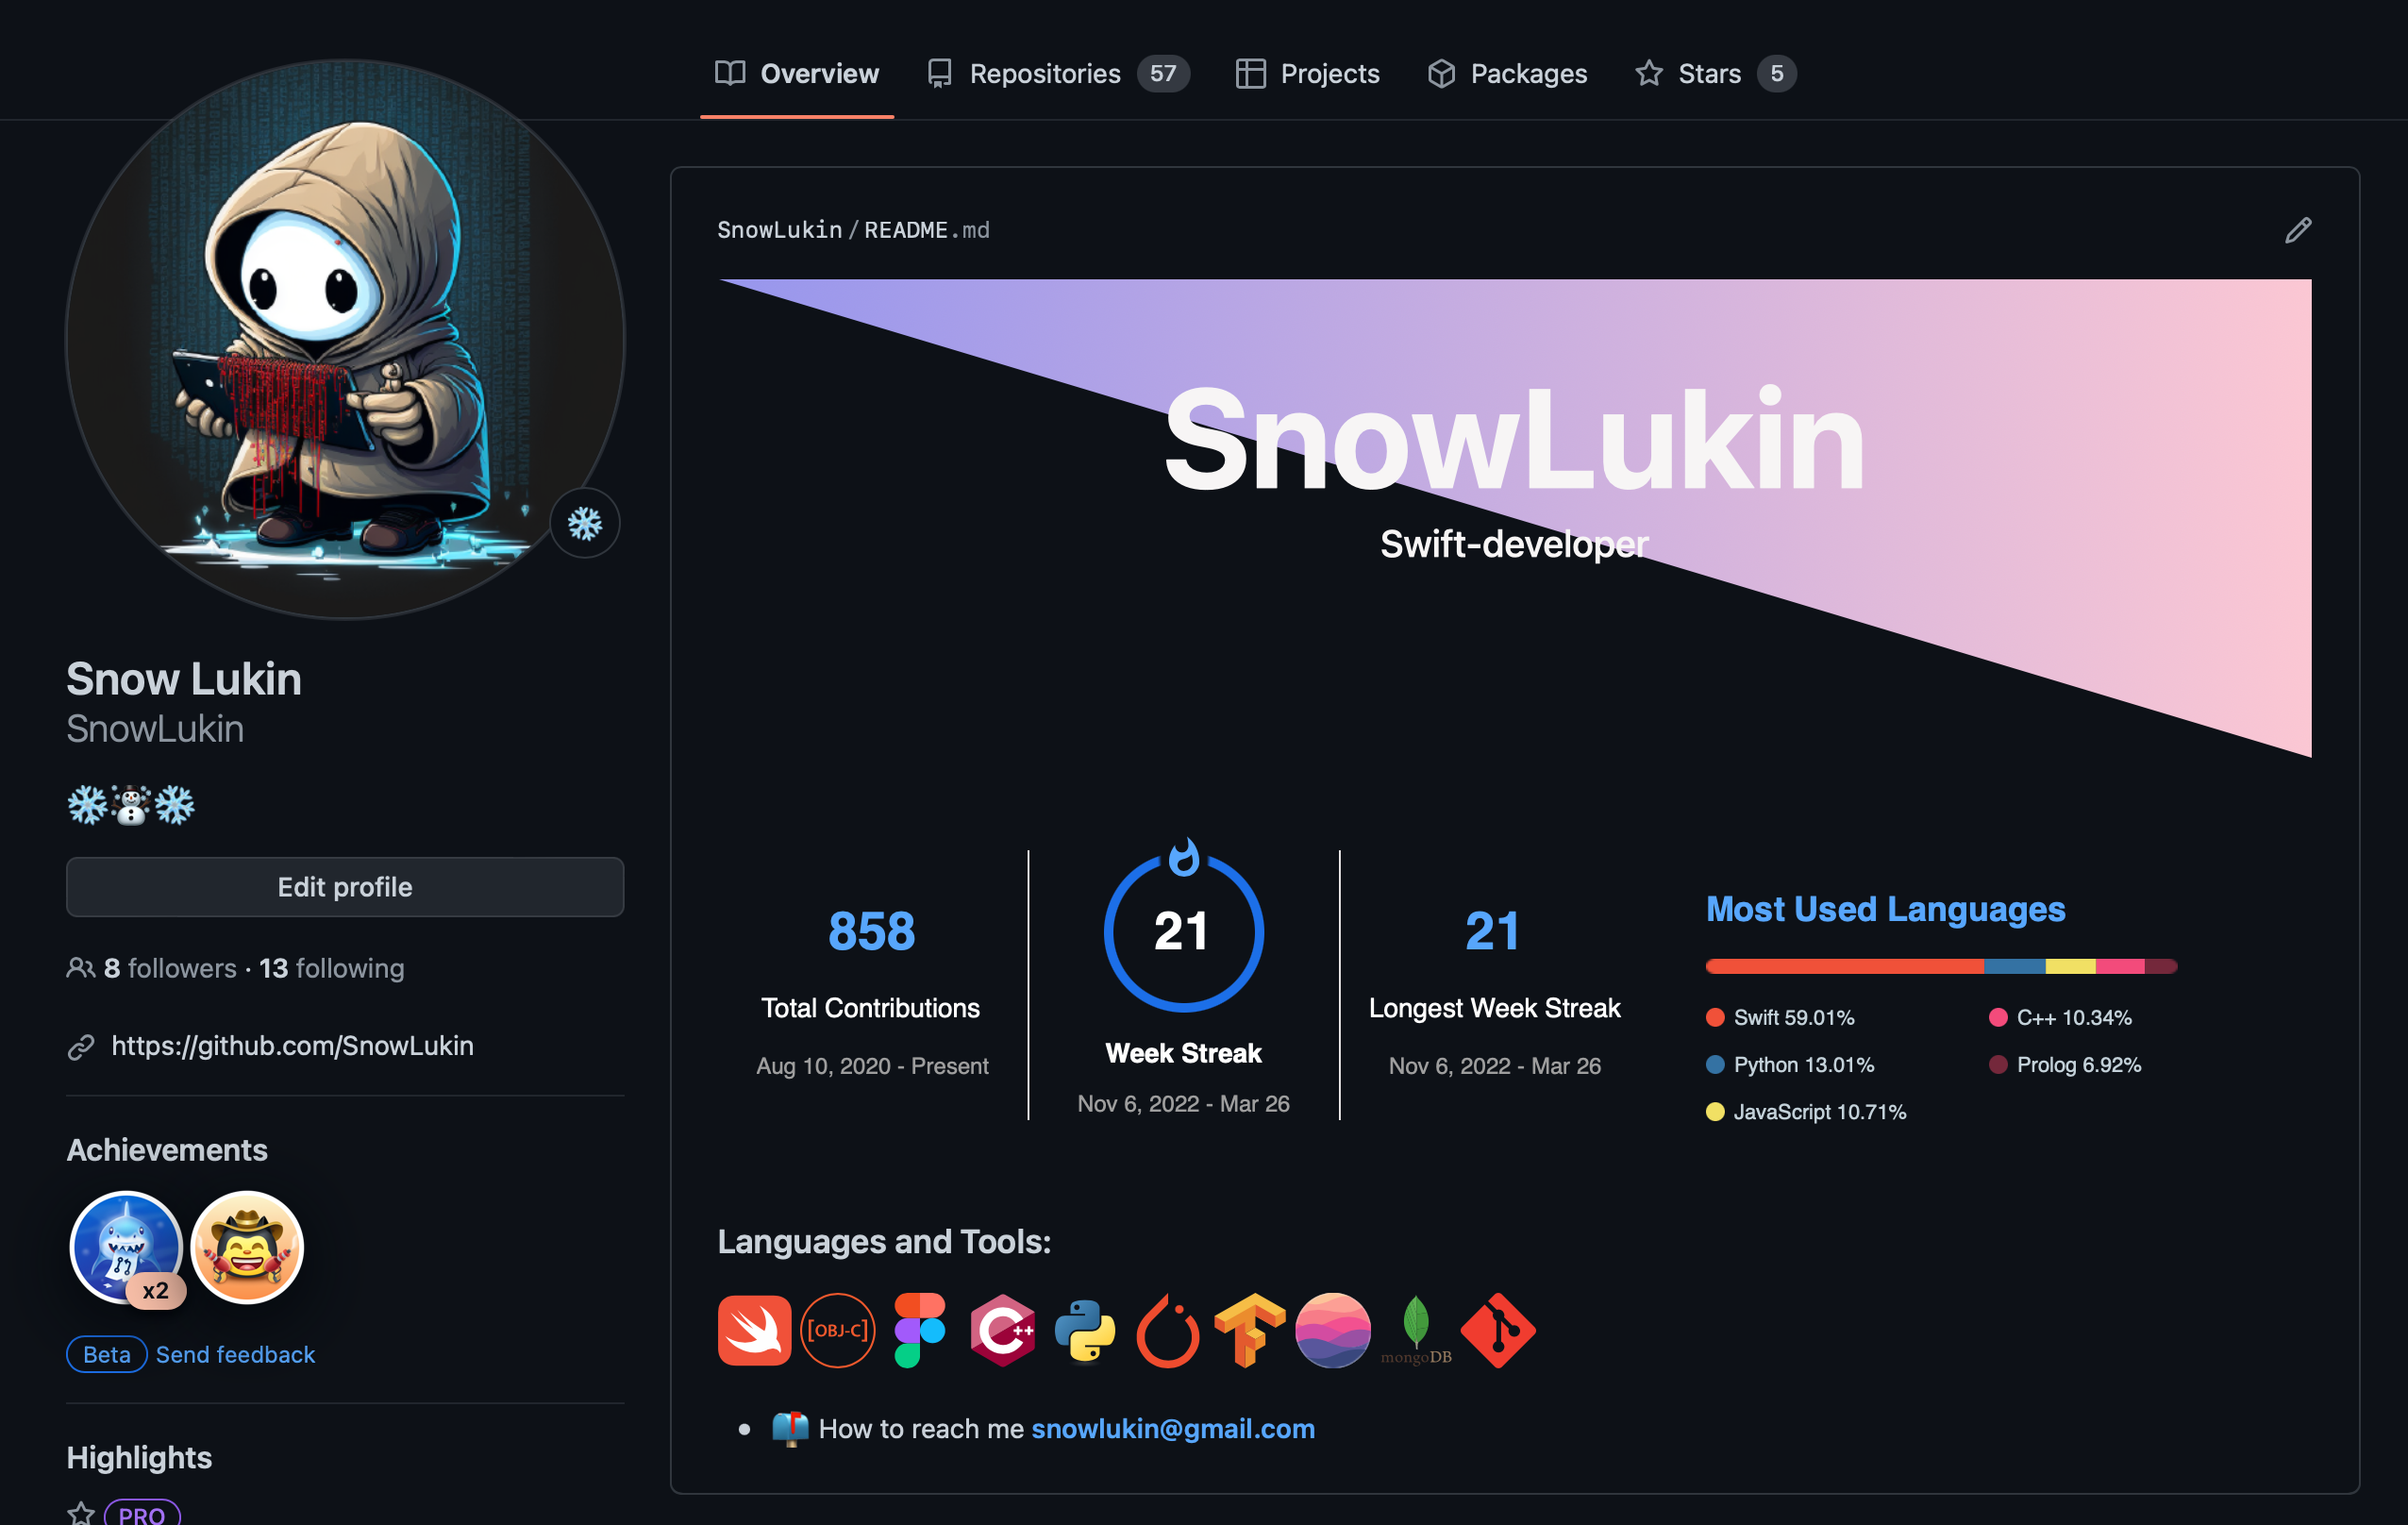 Overview
Repositories 57
Projects
Packages
Stars 5
Snow Lukin
SnowLukin
Edit profile
8 followers · 13 following
https://github.com/SnowLukin
Achievements
x2
Beta Send feedback
Highlights
PRO
SnowLukin / README.md
SnowLukin
Swift-developer
858
Total Contributions
Aug 10, 2020 - Present
21
Week Streak
Nov 6, 2022 - Mar 26
21
Longest Week Streak
Nov 6, 2022 - Mar 26
Most Used Languages
Swift 59.01%
Python 13.01%
JavaScript 10.71%
C++ 10.34%
Prolog 6.92%
Languages and Tools:
[OBJ-C]
C++
mongoDB
• How to reach me snowlukin@gmail.com